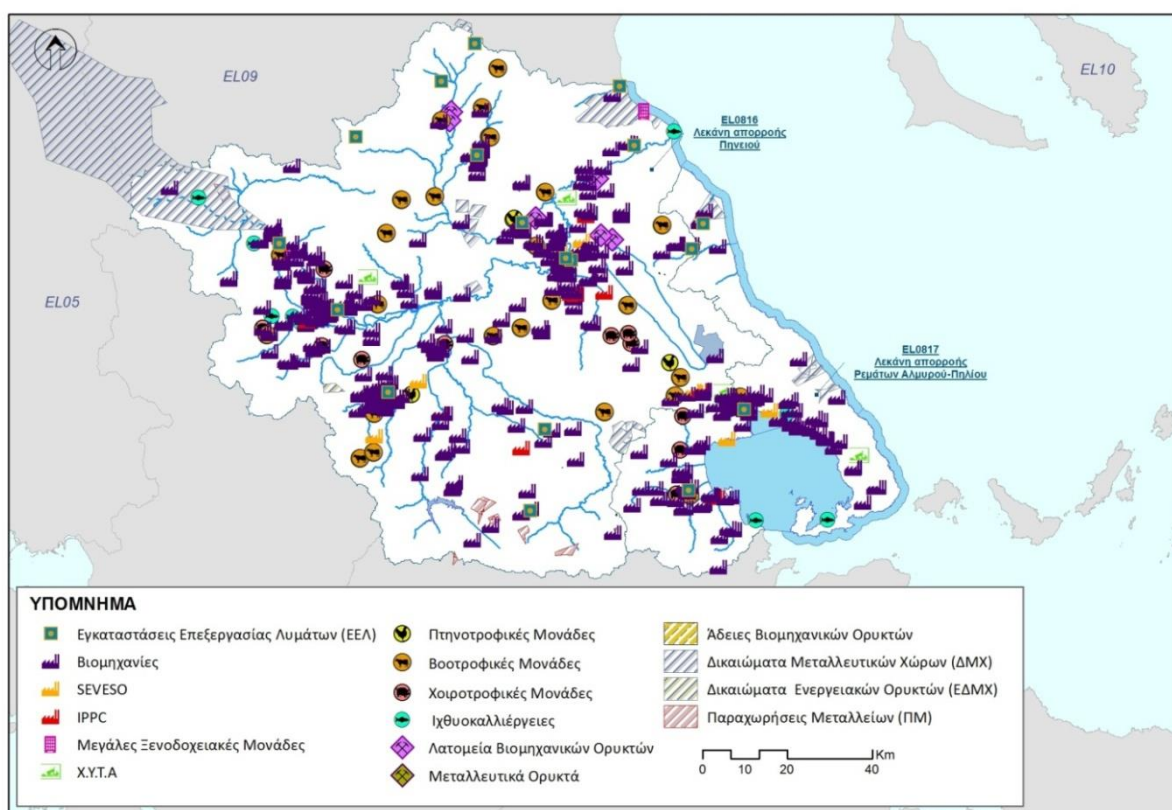 EL09
EL10
EL0816
Λεκάνη απορροής
Πηνειού
EL05
EL0817
Λεκάνη απορροής
Ρεμάτων Αλμυρού-Πηλίου
ΥΠΟΜΝΗΜΑ
Εγκαταστάσεις Επεξεργασίας Λυμάτων (ΕΕΛ)
Βιομηχανίες
SEVESO
IPPC
Μεγάλες Ξενοδοχειακές Μονάδες
Χ.Υ.Τ.Α
Πτηνοτροφικές Μονάδες
Βοοτροφικές Μονάδες
Χοιροτροφικές Μονάδες
Ιχθυοκαλλιέργειες
Λατομεία Βιομηχανικών Ορυκτών
Μεταλλευτικά Ορυκτά
Άδειες Βιομηχανικών Ορυκτών
Δικαιώματα Μεταλλευτικών Χώρων (ΔΜΧ)
Δικαιώματα Ενεργειακών Ορυκτών (ΕΔΜΧ)
Παραχωρήσεις Μεταλλείων (ΠΜ)
Km
0 10 20 40